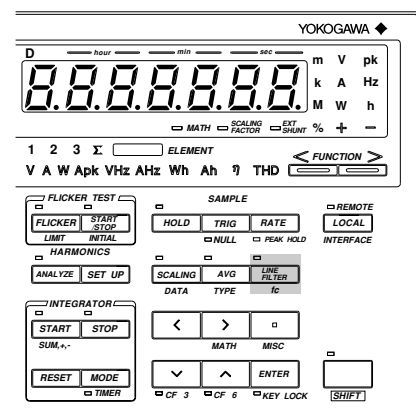 YOKOGAWA ◆
D hour min sec
m V pk
k A Hz
M W h
MATH SCALING FACTOR EXT SHUNT % + −
1 2 3 Σ ELEMENT
< FUNCTION >
V A W Apk VHz AHz Wh Ah η THD
FLICKER TEST SAMPLE REMOTE
FLICKER START /STOP HOLD TRIG RATE LOCAL
LIMIT INITIAL NULL PEAK HOLD INTERFACE
HARMONICS
ANALYZE SET UP SCALING AVG LINE FILTER
DATA TYPE fc
INTEGRATOR
START STOP
SUM,+,- MATH MISC
RESET MODE ENTER
TIMER CF 3 CF 6 KEY LOCK SHIFT